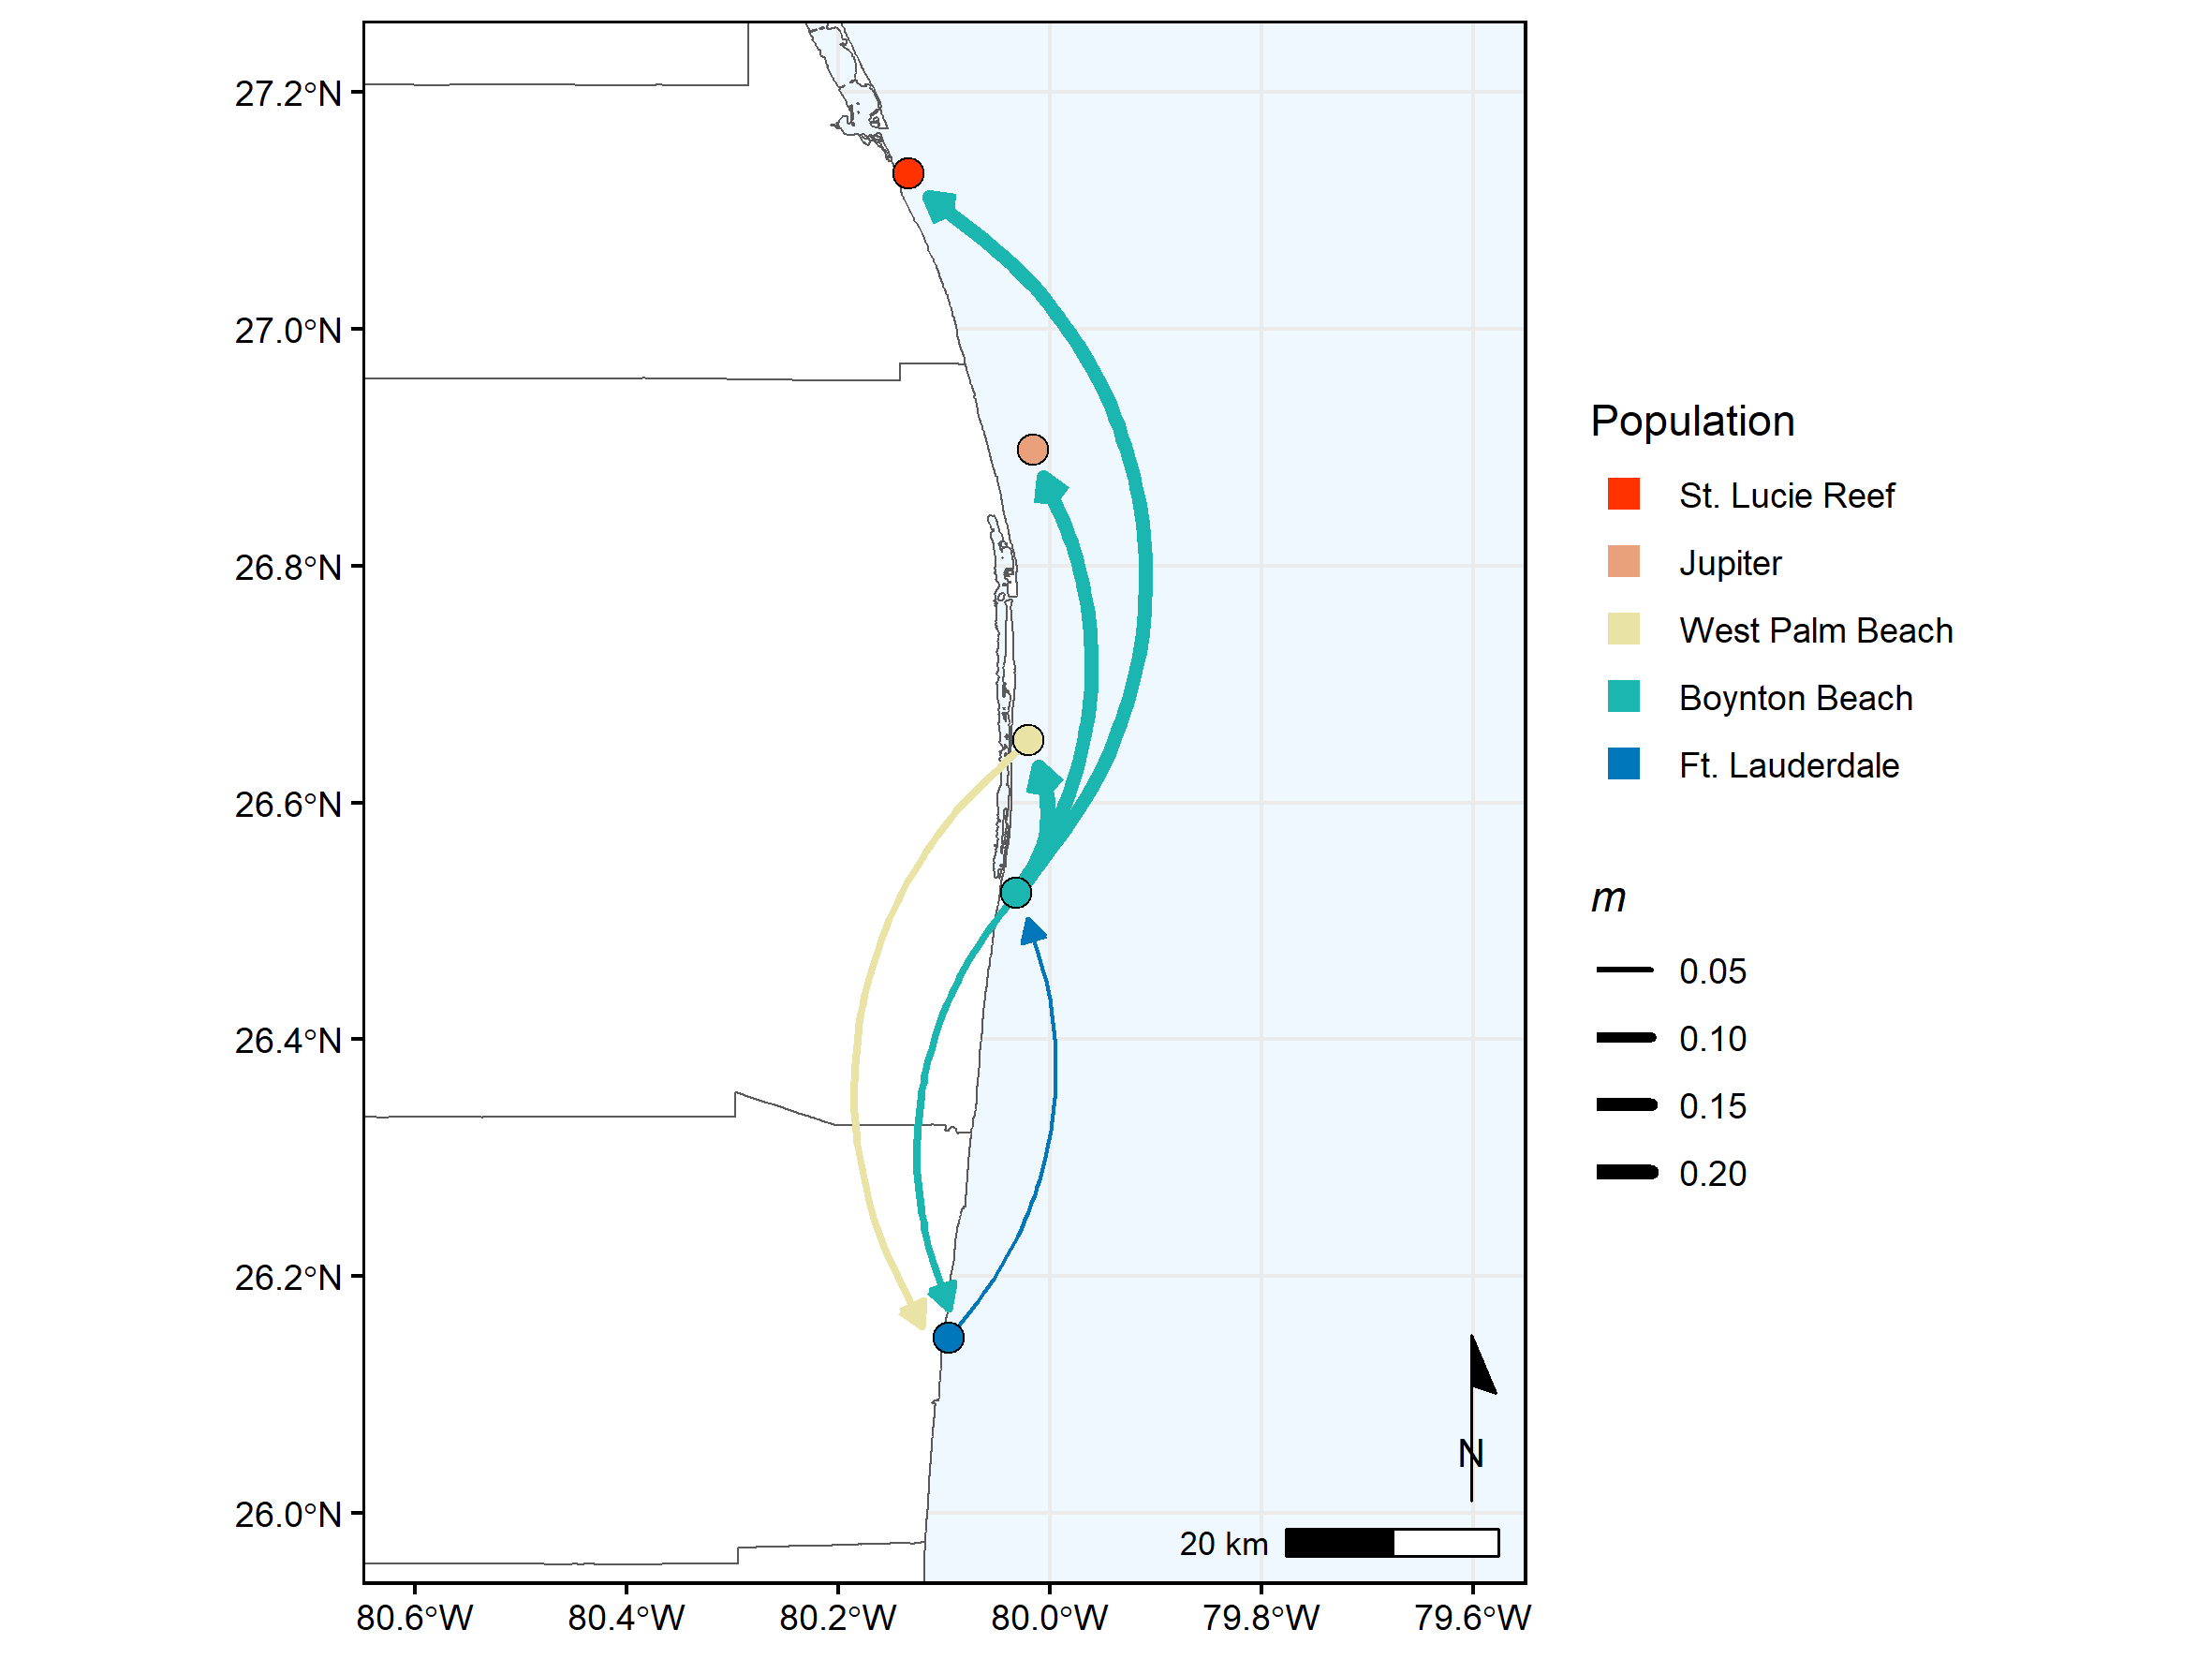 27.2°N
27.0°N
26.8°N
26.6°N
26.4°N
26.2°N
26.0°N
80.6°W
80.4°W
80.2°W
80.0°W
79.8°W
79.6°W
20 km
N
Population
St. Lucie Reef
Jupiter
West Palm Beach
Boynton Beach
Ft. Lauderdale
m
0.05
0.10
0.15
0.20